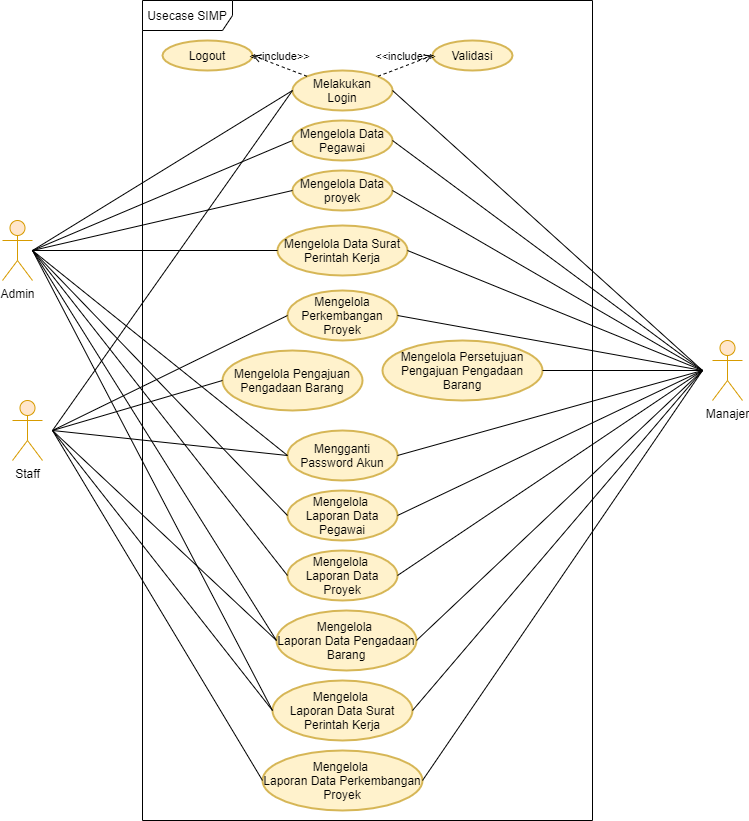 Usecase SIMP
Logout
<<include>>
<<include>>
Validasi
Melakukan
Login
Mengelola Data
Pegawai
Mengelola Data
proyek
Mengelola Data Surat
Perintah Kerja
Admin
Mengelola
Perkembangan
Proyek
Mengelola Pengajuan
Pengadaan Barang
Mengelola Persetujuan
Pengajuan Pengadaan
Barang
Manajer
Staff
Mengganti
Password Akun
Mengelola
Laporan Data
Pegawai
Mengelola
Laporan Data
Proyek
Mengelola
Laporan Data Pengadaan
Barang
Mengelola
Laporan Data Surat
Perintah Kerja
Mengelola
Laporan Data Perkembangan
Proyek